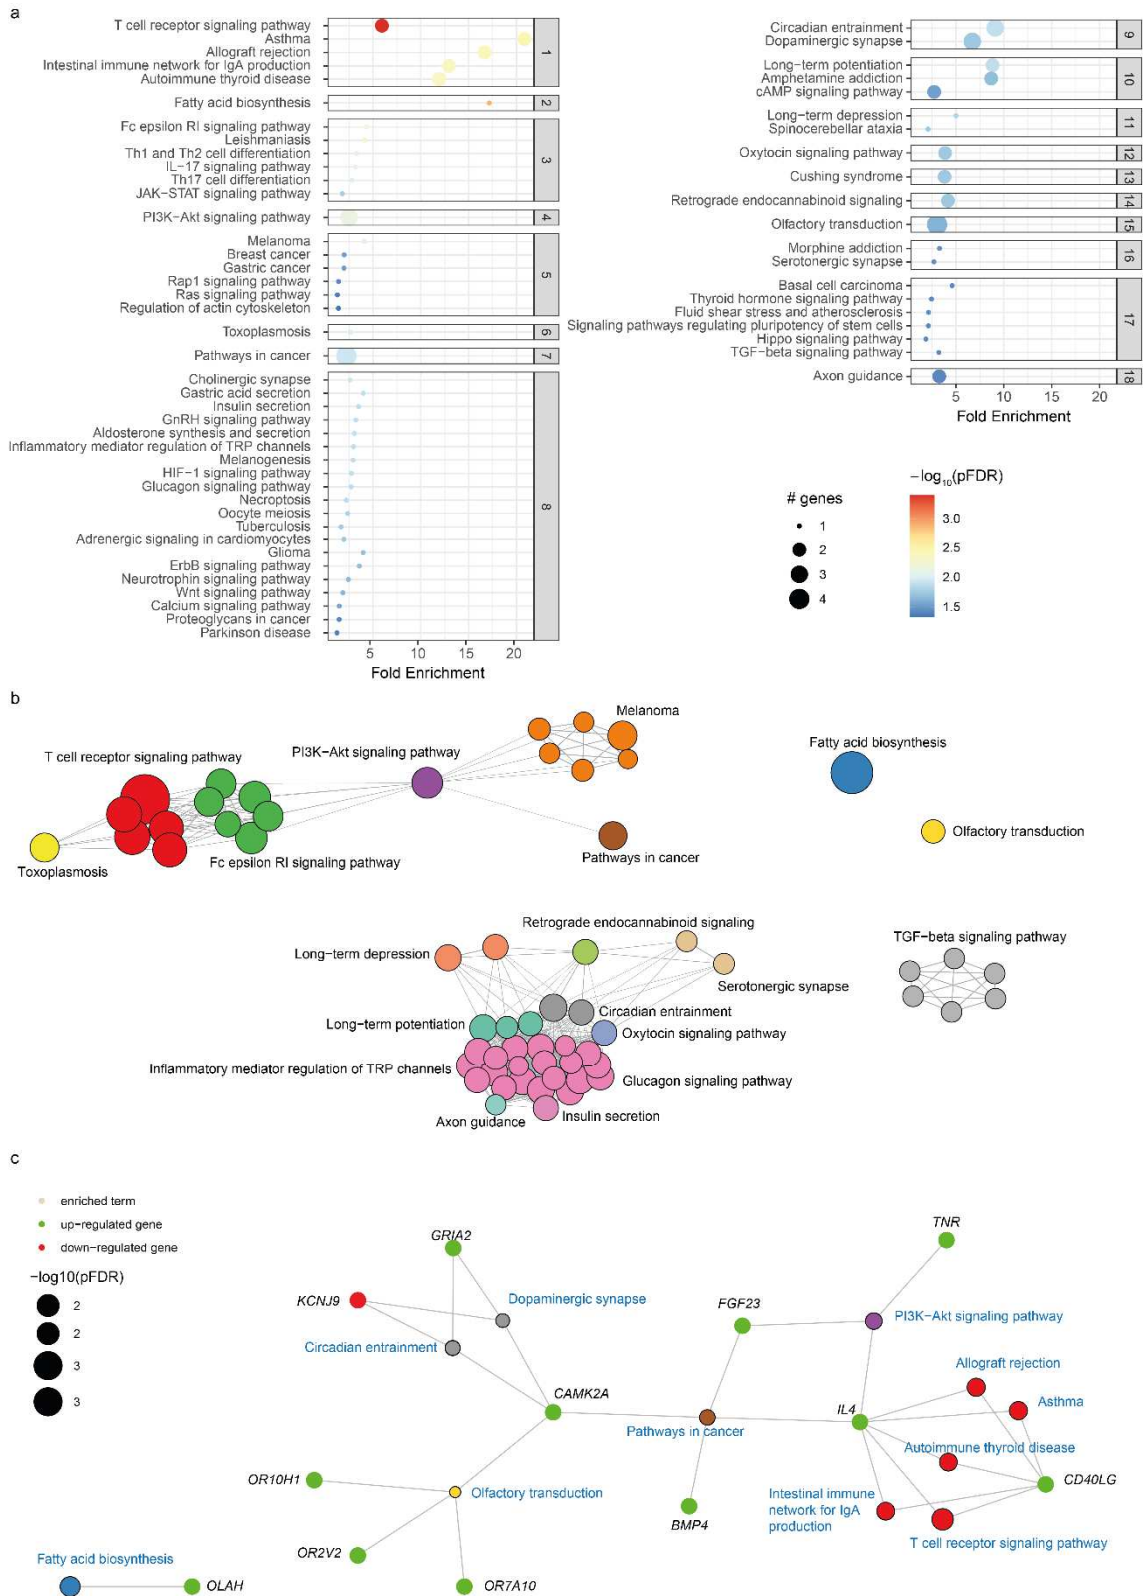 a
T cell receptor signaling pathway
Asthma
Allograft rejection
Intestinal immune network for IgA production
Autoimmune thyroid disease
1
Fatty acid biosynthesis
2
Fc epsilon RI signaling pathway
Leishmaniasis
Th1 and Th2 cell differentiation
IL−17 signaling pathway
Th17 cell differentiation
JAK−STAT signaling pathway
3
PI3K−Akt signaling pathway
4
Melanoma
Breast cancer
Gastric cancer
Rap1 signaling pathway
Ras signaling pathway
Regulation of actin cytoskeleton
5
Toxoplasmosis
6
Pathways in cancer
7
Cholinergic synapse
Gastric acid secretion
Insulin secretion
GnRH signaling pathway
Aldosterone synthesis and secretion
Inflammatory mediator regulation of TRP channels
Melanogenesis
HIF−1 signaling pathway
Glucagon signaling pathway
Necroptosis
Oocyte meiosis
Tuberculosis
Adrenergic signaling in cardiomyocytes
Glioma
ErbB signaling pathway
Neurotrophin signaling pathway
Wnt signaling pathway
Calcium signaling pathway
Proteoglycans in cancer
Parkinson disease
8
5 10 15 20
Fold Enrichment
Circadian entrainment
Dopaminergic synapse
9
Long−term potentiation
Amphetamine addiction
cAMP signaling pathway
10
Long−term depression
Spinocerebellar ataxia
11
Oxytocin signaling pathway
12
Cushing syndrome
13
Retrograde endocannabinoid signaling
14
Olfactory transduction
15
Morphine addiction
Serotonergic synapse
16
Basal cell carcinoma
Thyroid hormone signaling pathway
Fluid shear stress and atherosclerosis
Signaling pathways regulating pluripotency of stem cells
Hippo signaling pathway
TGF−beta signaling pathway
17
Axon guidance
18
5 10 15 20
Fold Enrichment
# genes
1
2
3
4
−log10(pFDR)
3.0
2.5
2.0
1.5
b
Melanoma
T cell receptor signaling pathway
PI3K−Akt signaling pathway
Fatty acid biosynthesis
Olfactory transduction
Toxoplasmosis
Fc epsilon RI signaling pathway
Pathways in cancer
Retrograde endocannabinoid signaling
Long−term depression
TGF−beta signaling pathway
Serotonergic synapse
Circadian entrainment
Long−term potentiation
Oxytocin signaling pathway
Inflammatory mediator regulation of TRP channels
Glucagon signaling pathway
Axon guidance
Insulin secretion
c
enriched term
up−regulated gene
down−regulated gene
−log10(pFDR)
2
2
3
3
GRIA2
TNR
KCNJ9
Dopaminergic synapse
FGF23
PI3K−Akt signaling pathway
Circadian entrainment
Allograft rejection
CAMK2A
IL4
Asthma
Pathways in cancer
Autoimmune thyroid disease
OR10H1
Olfactory transduction
CD40LG
Intestinal immune
network for IgA
production
BMP4
T cell receptor signaling pathway
OR2V2
Fatty acid biosynthesis
OLAH
OR7A10